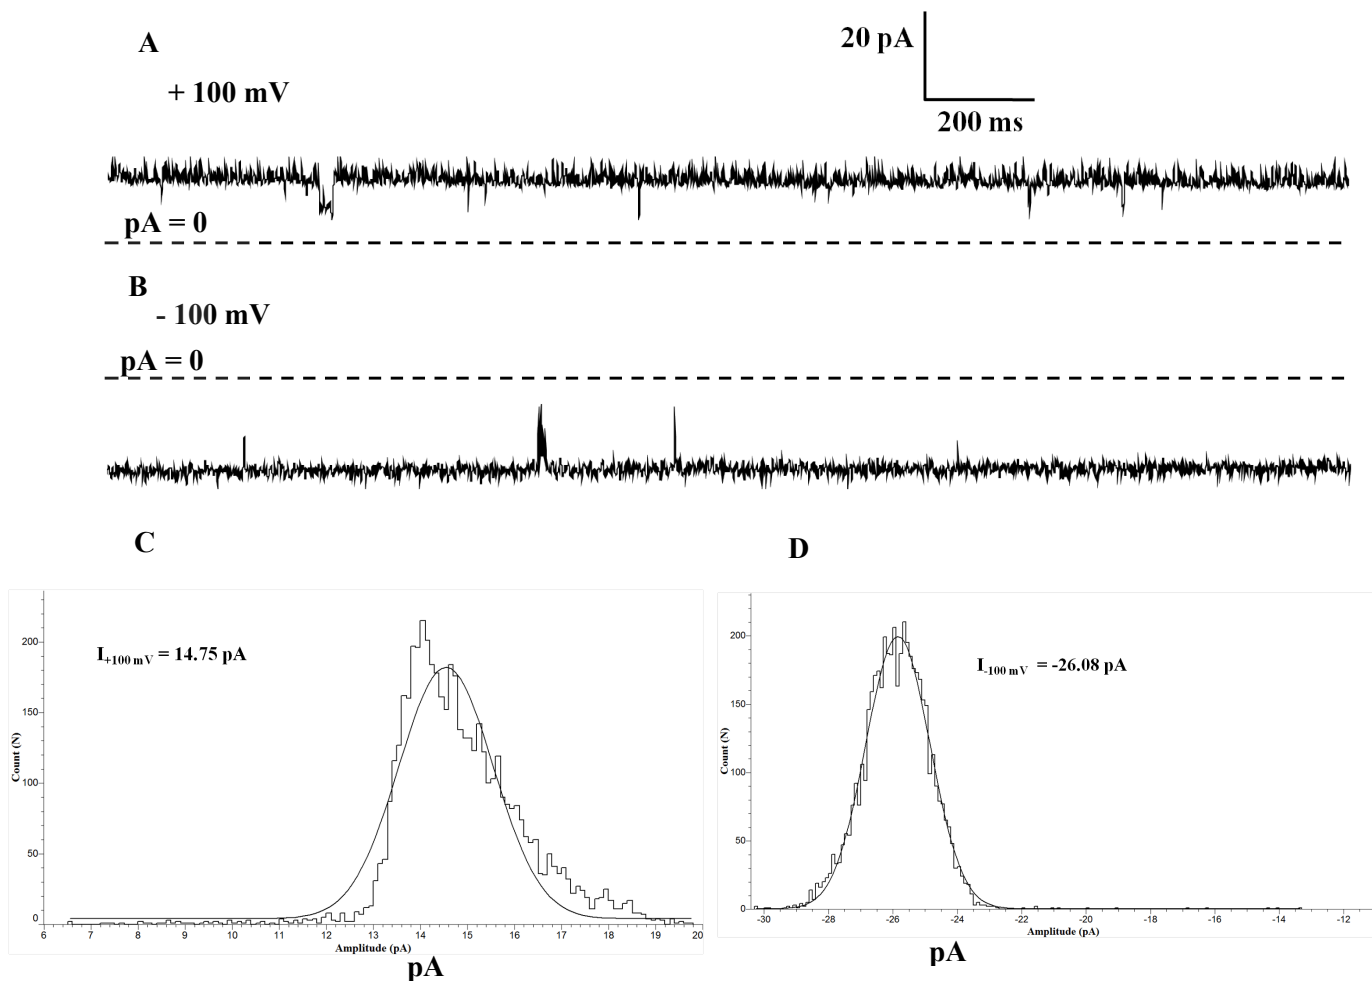 A
+ 100 mV
20 pA
200 ms
pA = 0
B
- 100 mV
pA = 0
C
D
I+100 mV = 14.75 pA
I-100 mV = -26.08 pA
Count (N)
200
150
100
50
0
6 7 8 9 10 11 12 13 14 15 16 17 18 19 20
Amplitude (pA)
pA
Count (N)
200
150
100
50
0
-30 -28 -26 -24 -22 -20 -18 -16 -14 -12
Amplitude (pA)
pA